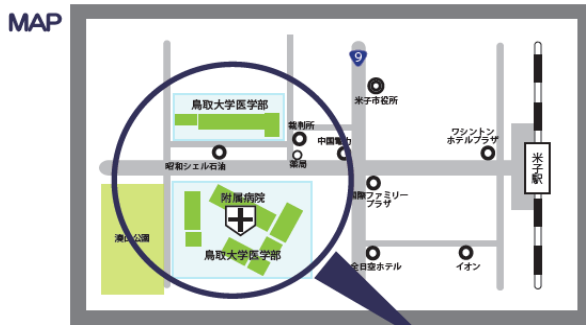 MAP
9
米子市役所
鳥取大学医学部
裁判所
中国電力
ワシントン
ホテルプラザ
昭和シェル石油
薬局
米子駅
附属病院
国際ファミリー
プラザ
湊山公園
鳥取大学医学部
全日空ホテル
イオン